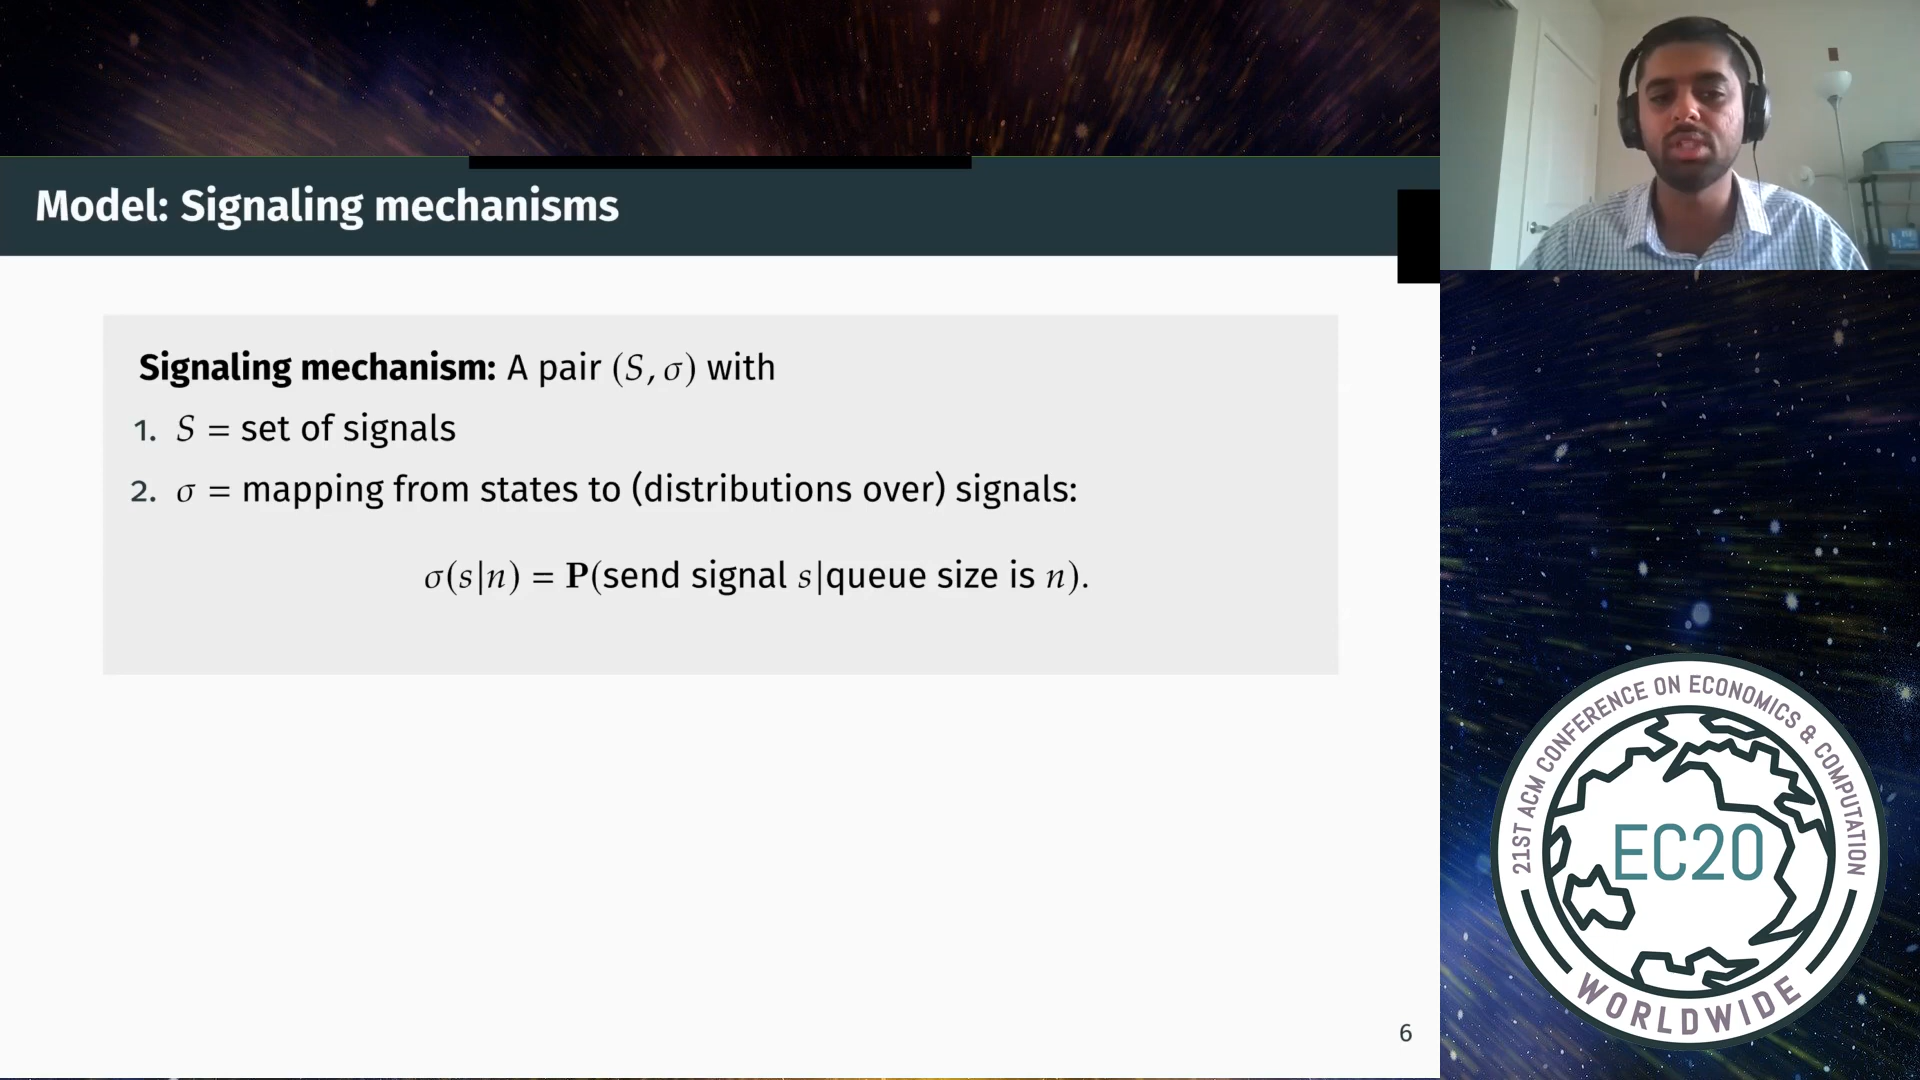 Model: Signaling mechanisms
Signaling mechanism: A pair (S, σ) with
1. S = set of signals
2. σ = mapping from states to (distributions over) signals:
σ(s|n) = P(send signal s|queue size is n).
6
21ST ACM CONFERENCE ON ECONOMICS & COMPUTATION
EC20
WORLDWIDE